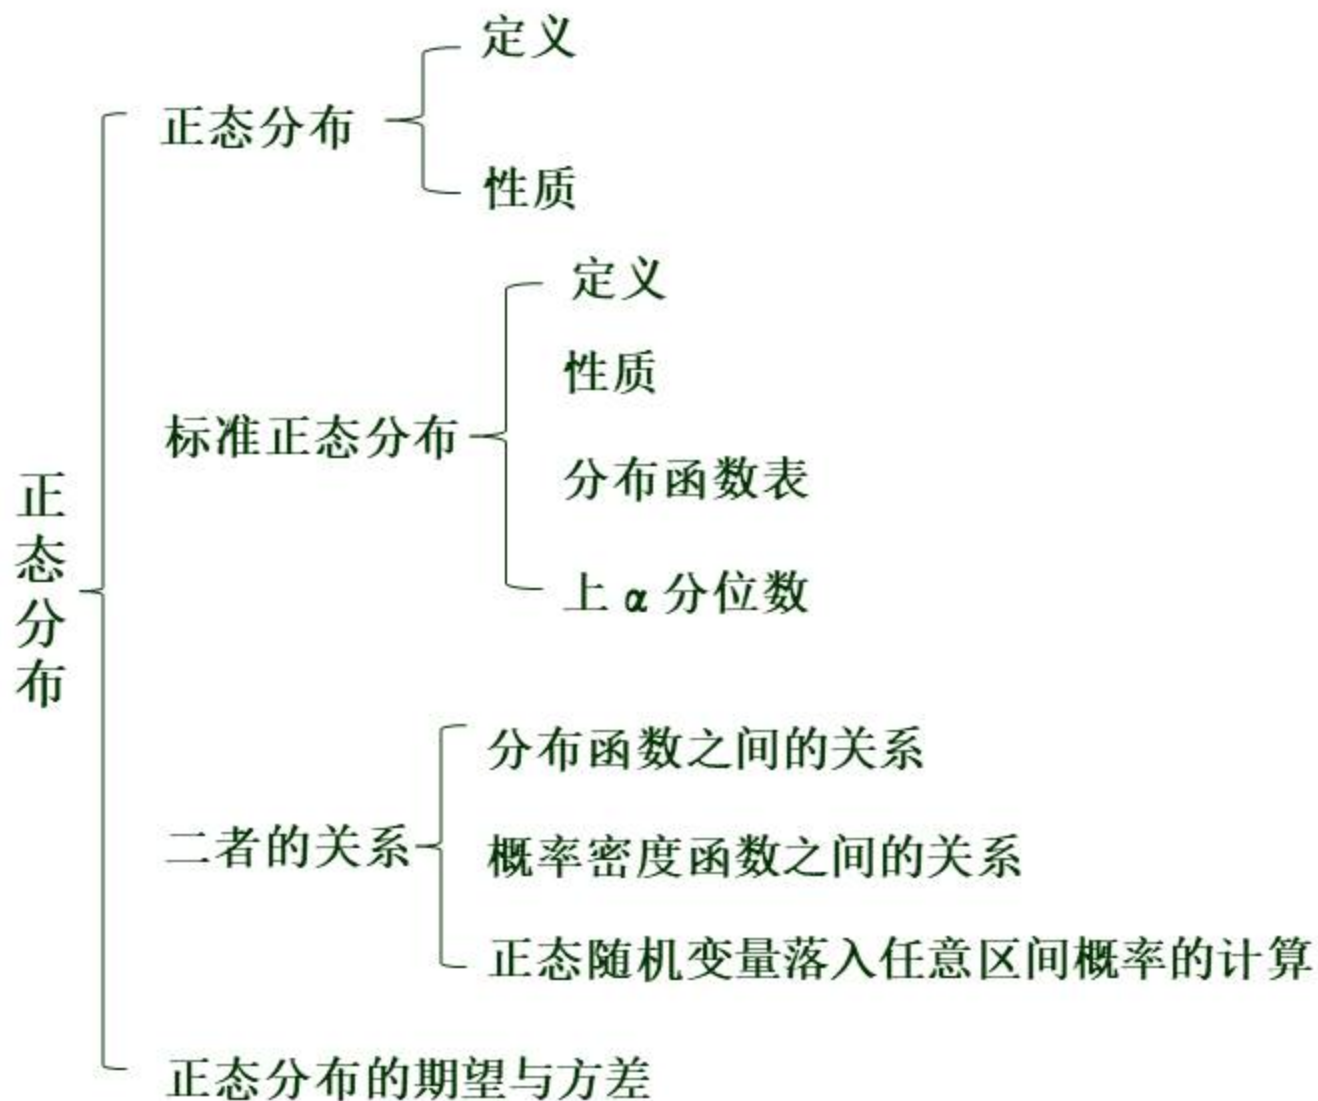 正态分布
正态分布
定义
性质
标准正态分布
定义
性质
分布函数表
上 α 分位数
二者的关系
分布函数之间的关系
概率密度函数之间的关系
正态随机变量落入任意区间概率的计算
正态分布的期望与方差